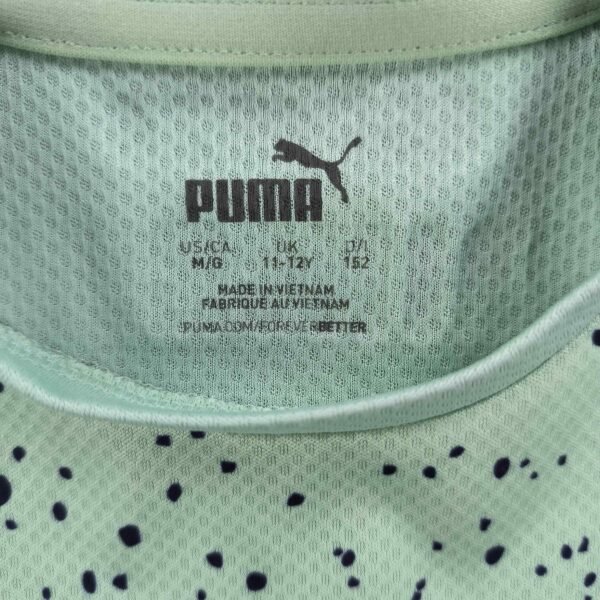 PUMA
US/CA UK D/I
M/G 11-12Y 152
MADE IN VIETNAM
FABRIQUE AU VIETNAM
PUMA.COM/FOREVERBETTER